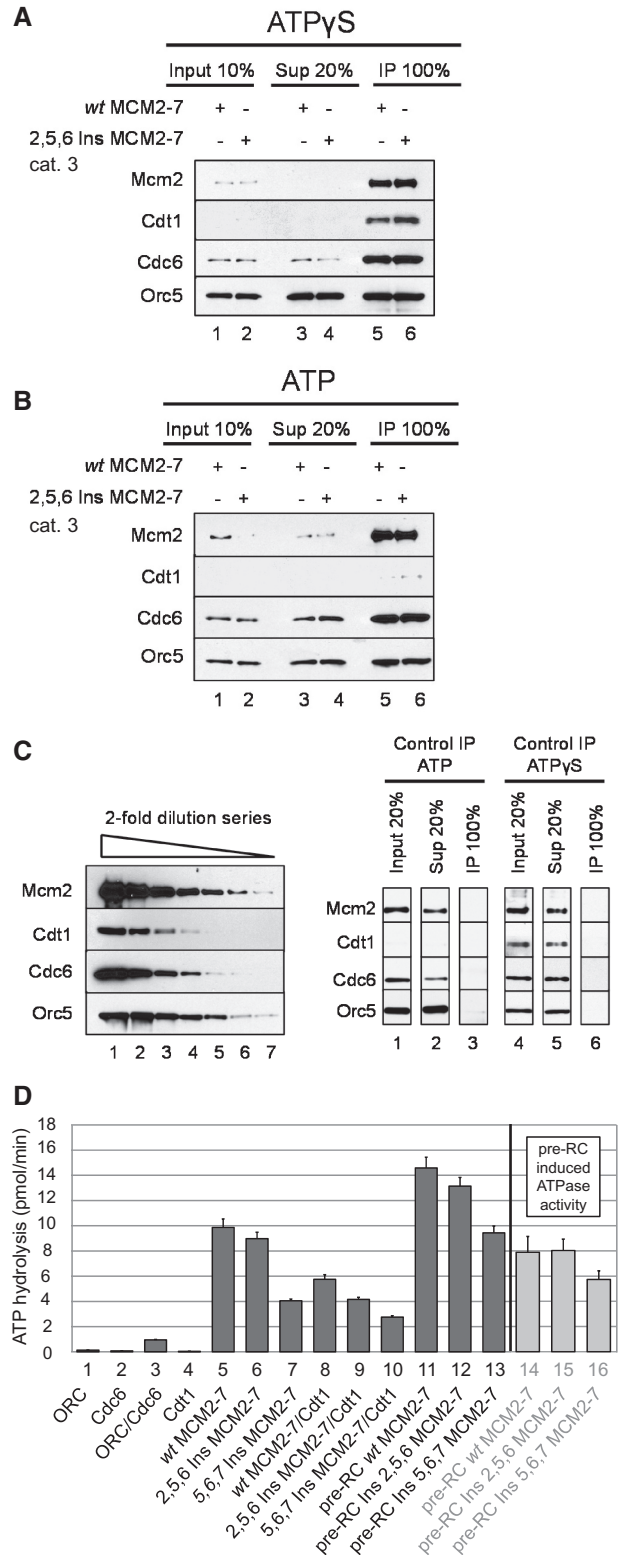 A
ATPγS
Input 10% Sup 20% IP 100%
wt MCM2-7 + - + - + -
2,5,6 Ins MCM2-7 - + - + - +
cat. 3
Mcm2
Cdt1
Cdc6
Orc5
1 2 3 4 5 6
B
ATP
Input 10% Sup 20% IP 100%
wt MCM2-7 + - + - + -
2,5,6 Ins MCM2-7 - + - + - +
cat. 3
Mcm2
Cdt1
Cdc6
Orc5
1 2 3 4 5 6
C
2-fold dilution series
Mcm2
Cdt1
Cdc6
Orc5
1 2 3 4 5 6 7
Control IP
ATP
Control IP
ATPγS
Input 20%
Sup 20%
IP 100%
Input 20%
Sup 20%
IP 100%
Mcm2
Cdt1
Cdc6
Orc5
1 2 3 4 5 6
D
ATP hydrolysis (pmol/min)
18
16
14
12
10
8
6
4
2
0
pre-RC
induced
ATPase
activity
1 2 3 4 5 6 7 8 9 10 11 12 13 14 15 16
ORC
Cdc6
ORC/Cdc6
Cdt1
wt MCM2-7
2,5,6 Ins MCM2-7
5,6,7 Ins MCM2-7
wt MCM2-7/Cdt1
2,5,6 Ins MCM2-7/Cdt1
5,6,7 Ins MCM2-7/Cdt1
pre-RC wt MCM2-7
pre-RC Ins 2,5,6 MCM2-7
pre-RC Ins 5,6,7 MCM2-7
pre-RC wt MCM2-7
pre-RC Ins 2,5,6 MCM2-7
pre-RC Ins 5,6,7 MCM2-7